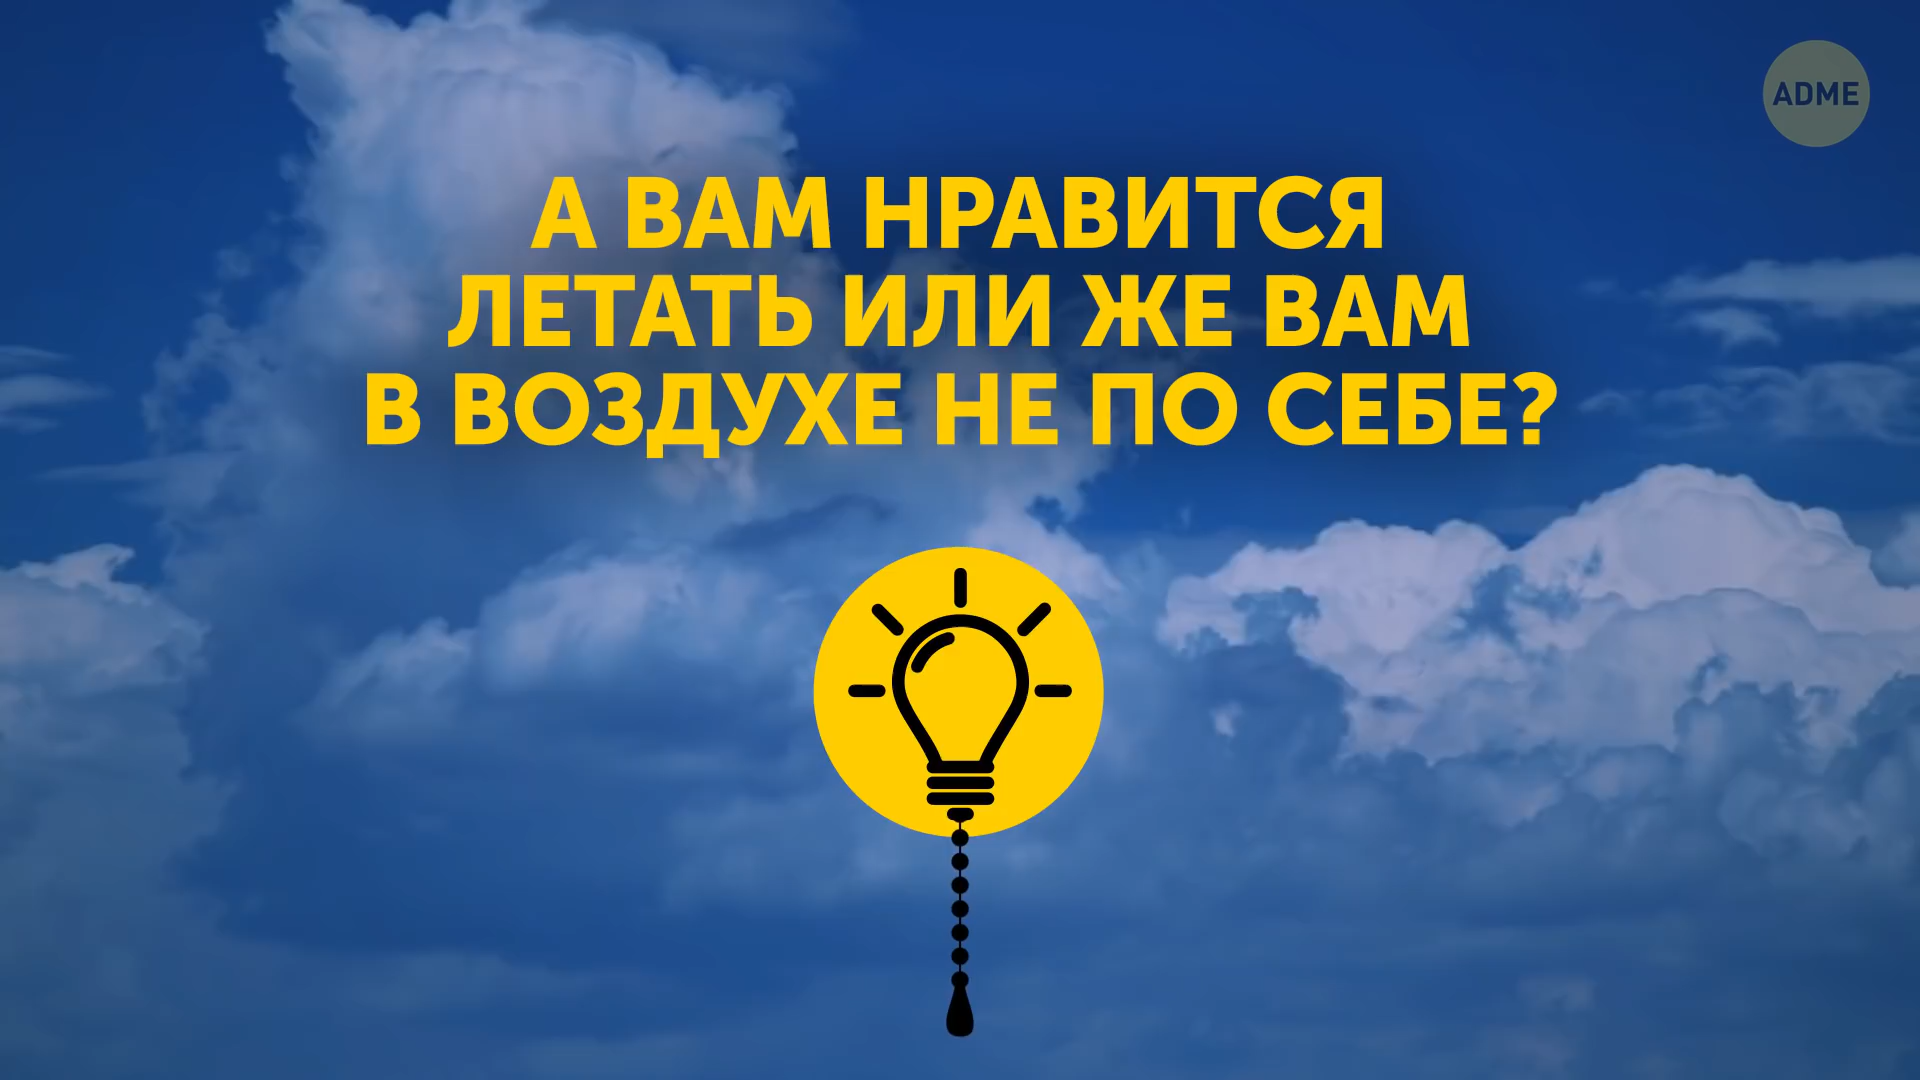 ADME
А ВАМ НРАВИТСЯ
ЛЕТАТЬ ИЛИ ЖЕ ВАМ
В ВОЗДУХЕ НЕ ПО СЕБЕ?